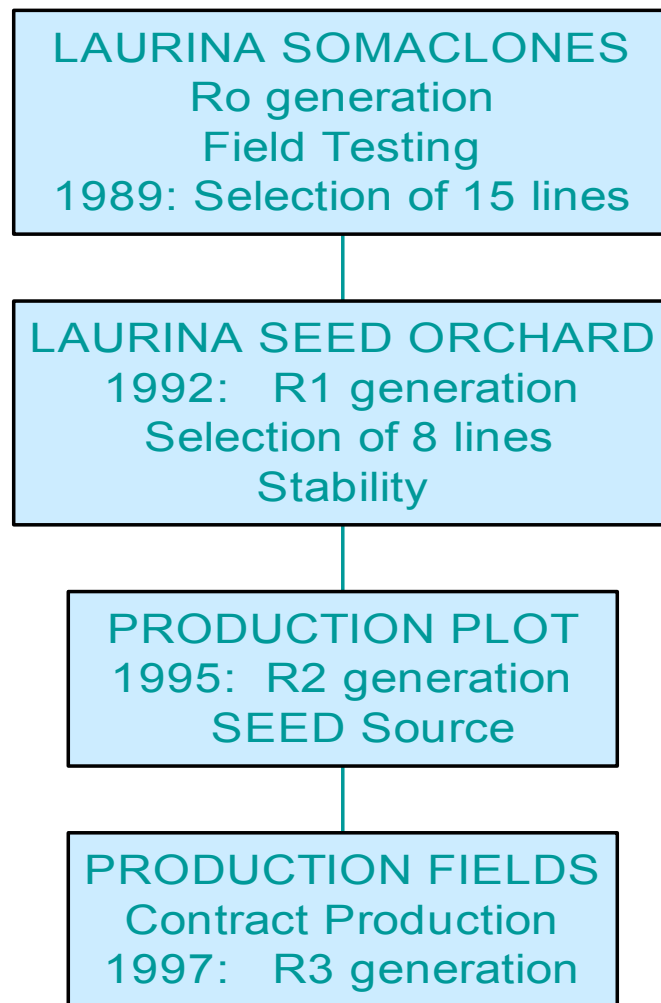 LAURINA SOMACLONES
Ro generation
Field Testing
1989: Selection of 15 lines
LAURINA SEED ORCHARD
1992: R1 generation
Selection of 8 lines
Stability
PRODUCTION PLOT
1995: R2 generation
SEED Source
PRODUCTION FIELDS
Contract Production
1997: R3 generation